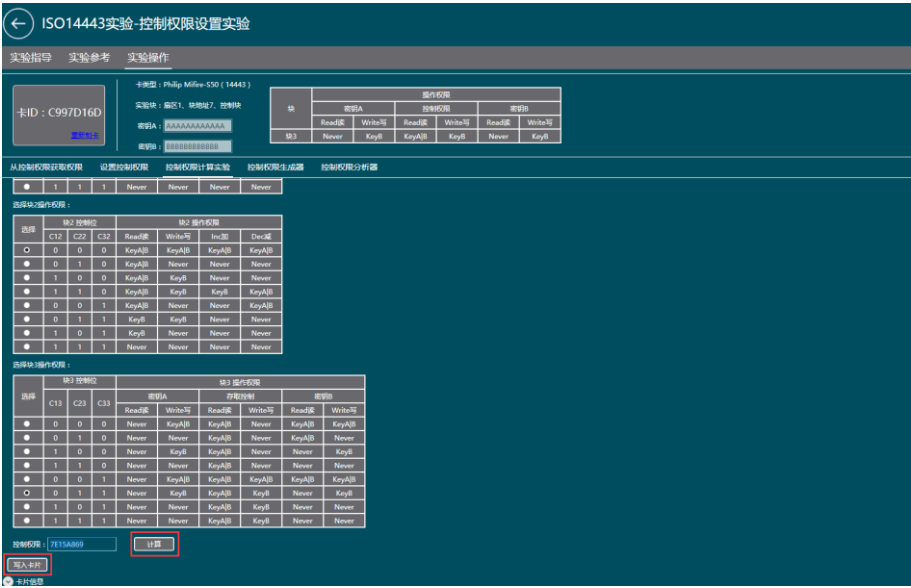 ISO14443实验-控制权限设置实验
实验指导 实验参考 实验操作
卡类型：Philip Mifire-S50 ( 14443 )
卡ID：C997D16D
重新制卡
实验块：扇区1、块地址7、控制块
密钥A：AAAAAAAAAAAA
密钥B：BBBBBBBBBBBB
块 操作权限
密钥A 控制权限 密钥B
Read读 Write写 Read读 Write写 Read读 Write写
块3 Never KeyB KeyA|B KeyB Never KeyB
从控制权限获取权限 设置控制权限 控制权限计算实验 控制权限生成器 控制权限分析器
1 1 1 Never Never Never Never
选择块2操作权限：
选择 块2 控制位 块2 操作权限
C12 C22 C32 Read读 Write写 Inc加 Dec减
0 0 0 KeyA|B KeyA|B KeyA|B KeyA|B
0 1 0 KeyA|B Never Never Never
1 0 0 KeyA|B KeyB Never Never
1 1 0 KeyA|B KeyB KeyB KeyA|B
0 0 1 KeyA|B Never Never KeyA|B
0 1 1 KeyB KeyB Never Never
1 0 1 KeyB Never Never Never
1 1 1 Never Never Never Never
选择块3操作权限：
选择 块3 控制位 块3 操作权限
C13 C23 C33 密钥A 存取控制 密钥B
Read读 Write写 Read读 Write写 Read读 Write写
0 0 0 Never KeyA|B KeyA|B Never KeyA|B KeyA|B
0 1 0 Never Never KeyA|B Never KeyA|B Never
1 0 0 Never KeyB KeyA|B Never Never KeyB
1 1 0 Never Never KeyA|B Never Never Never
0 0 1 Never KeyA|B KeyA|B KeyA|B KeyA|B KeyA|B
0 1 1 Never KeyB KeyA|B KeyB Never KeyB
1 0 1 Never Never KeyA|B KeyB Never Never
1 1 1 Never Never KeyA|B Never Never Never
控制权限：7E15A869 计算
写入卡片
卡片信息